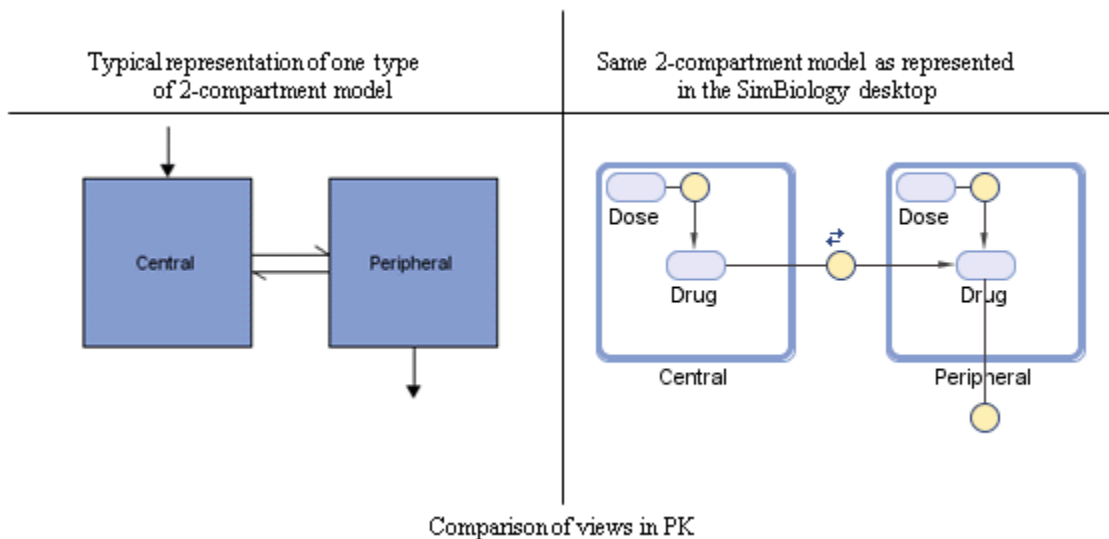 Typical representation of one type
of 2-compartment model
Same 2-compartment model as represented
in the SimBiology desktop
Central
Peripheral
Dose
Drug
Central
Dose
Drug
Peripheral
Comparison of views in PK